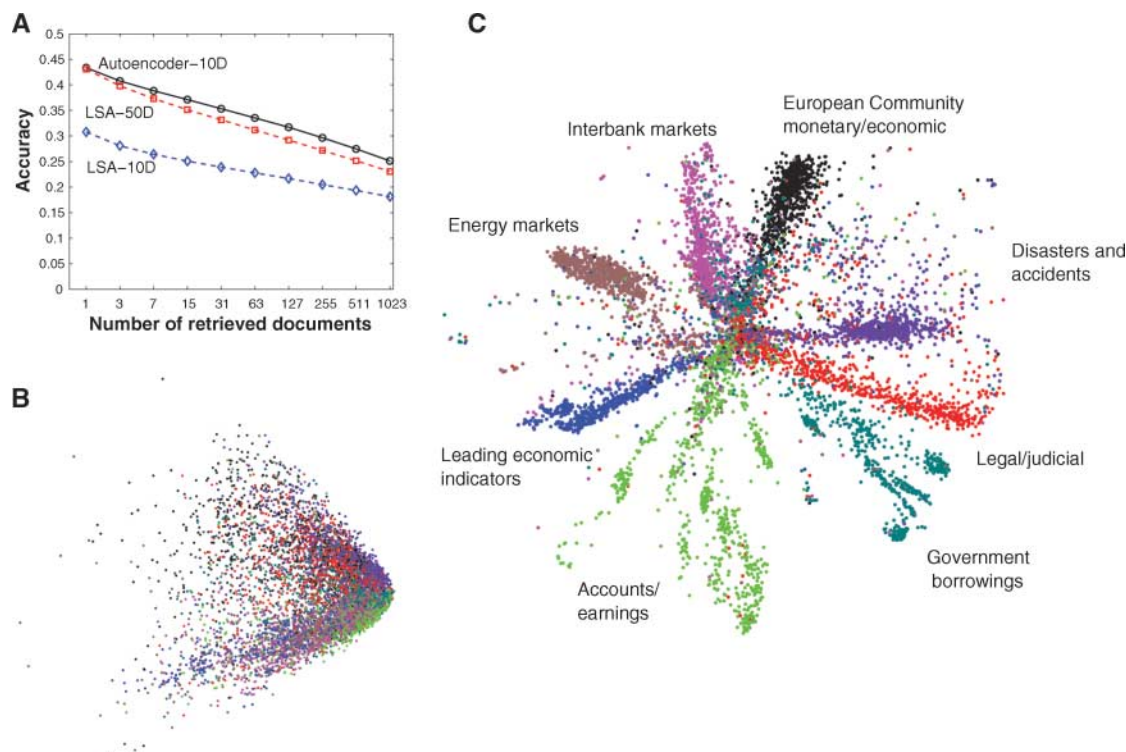 A
0.5
0.45
0.4
0.35
0.3
0.25
0.2
0.15
0.1
0.05
0
Accuracy
Autoencoder-10D
LSA-50D
LSA-10D
1 3 7 15 31 63 127 255 511 1023
Number of retrieved documents
B
C
European Community
monetary/economic
Interbank markets
Energy markets
Disasters and
accidents
Leading economic
indicators
Legal/judicial
Government
borrowings
Accounts/
earnings